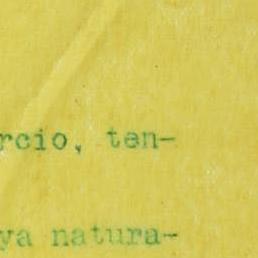 rcio, ten-
ya natura-